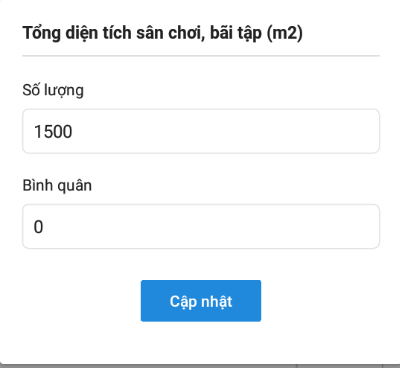 Tổng diện tích sân chơi, bãi tập (m2)
Số lượng
1500
Bình quân
0
Cập nhật